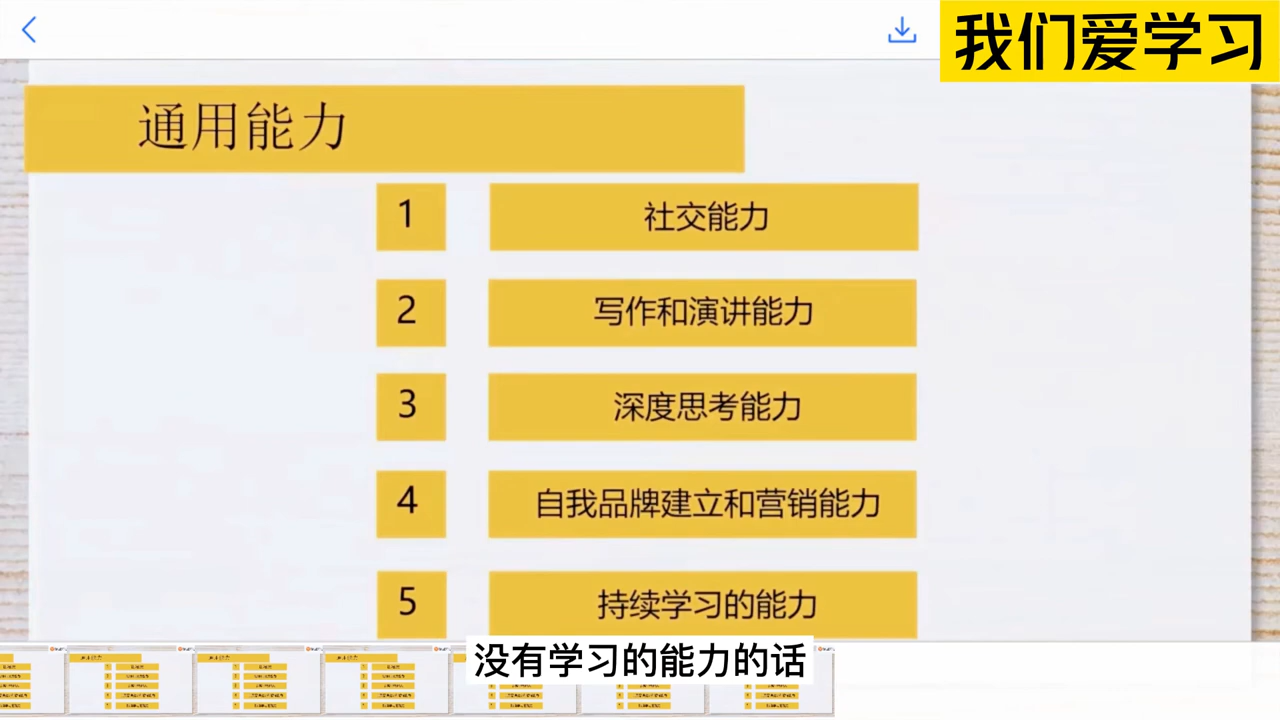 我们爱学习
通用能力
1 社交能力
2 写作和演讲能力
3 深度思考能力
4 自我品牌建立和营销能力
5 持续学习的能力
没有学习的能力的话